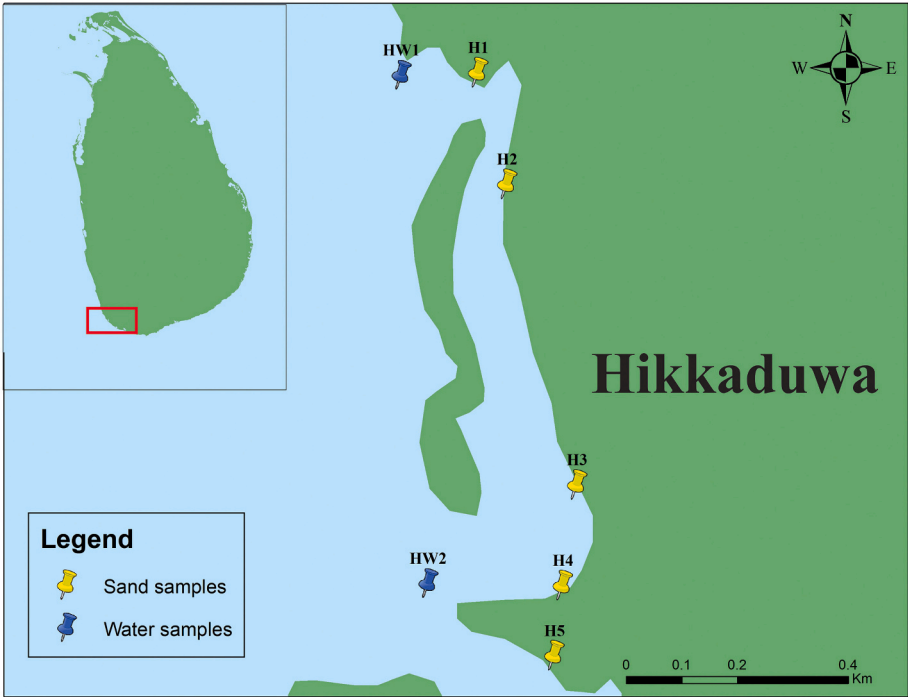 HW1
H1
N
W
E
S
H2
Hikkaduwa
H3
Legend
Sand samples
Water samples
HW2
H4
H5
0 0.1 0.2 0.4
Km